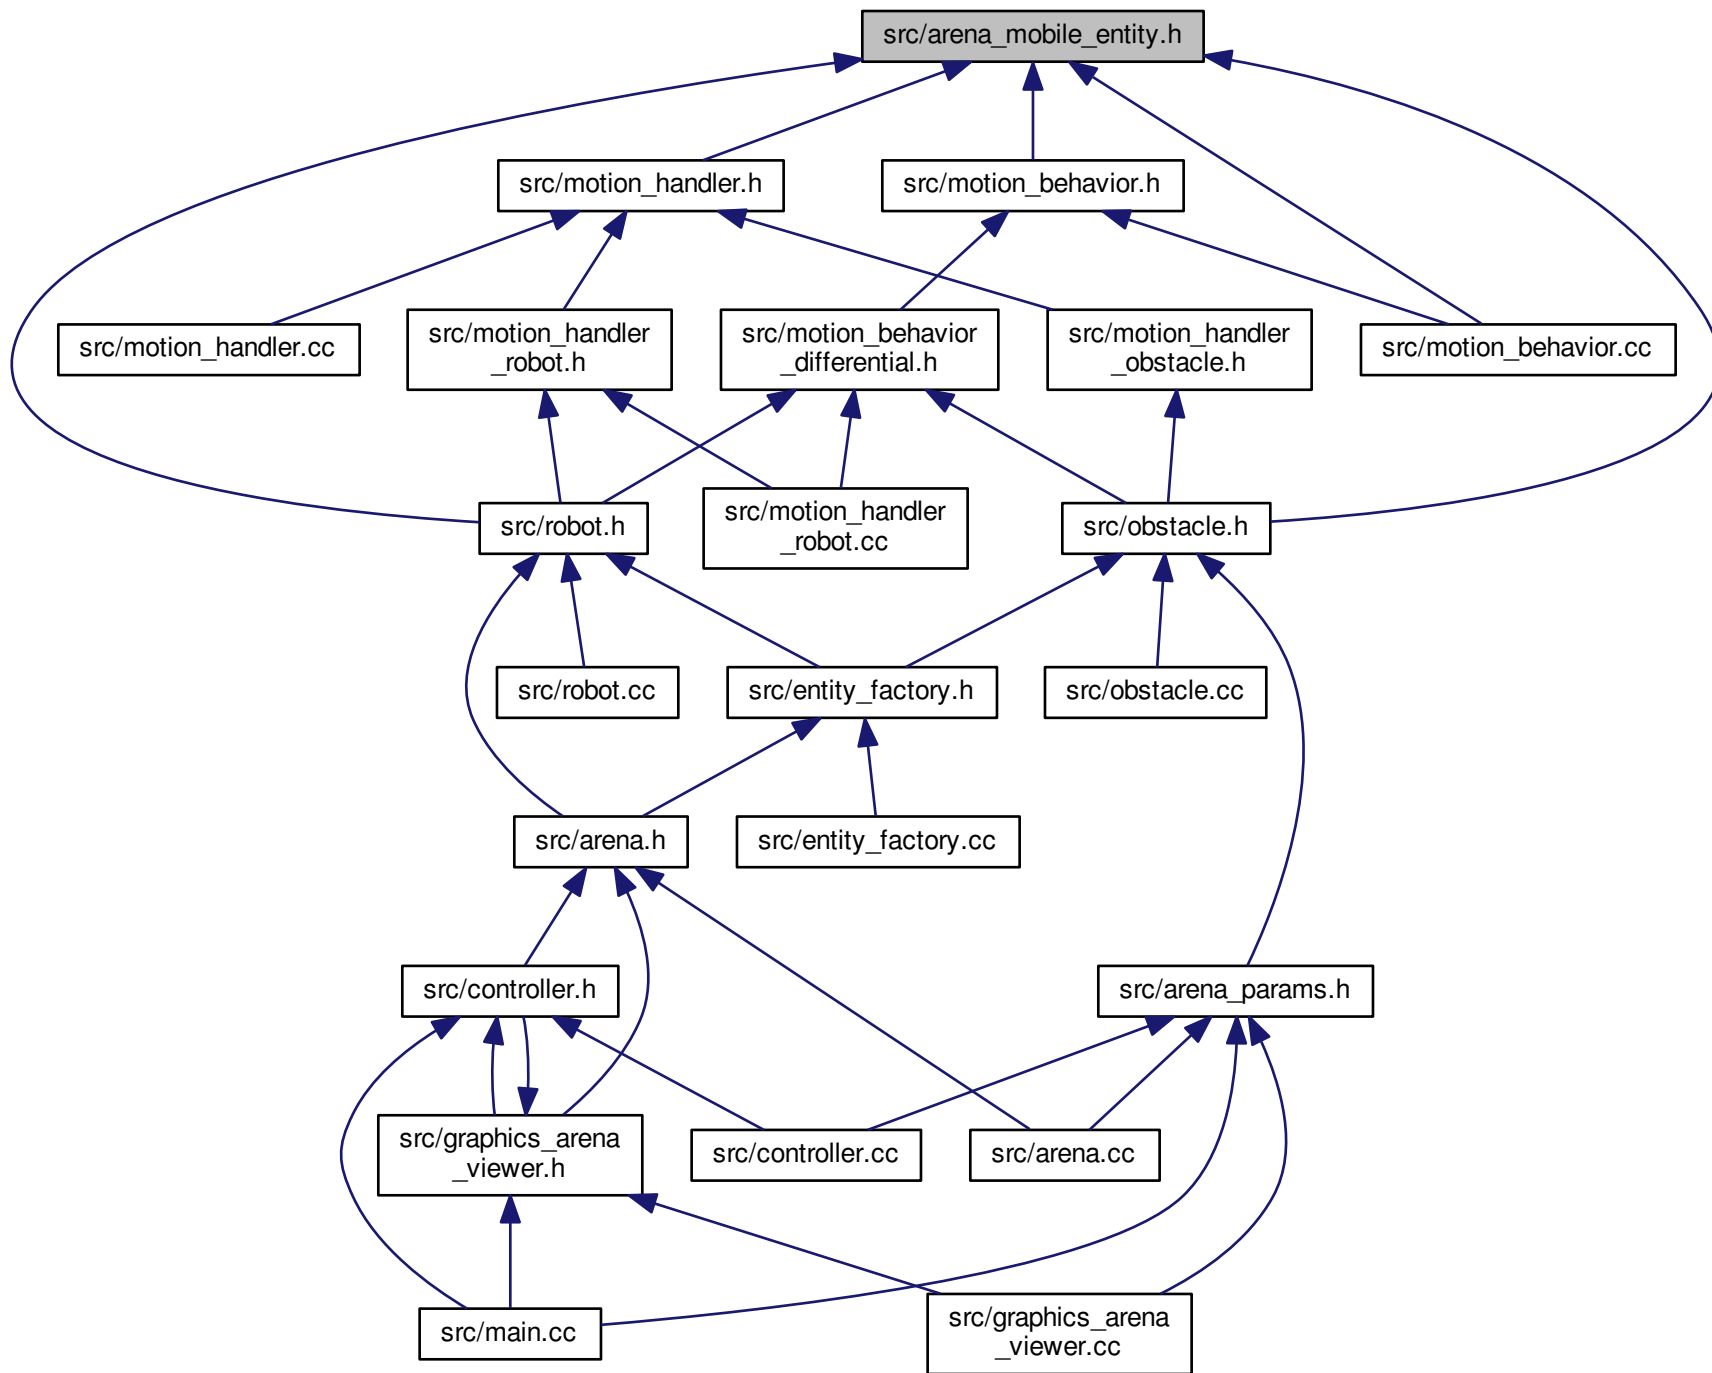 src/arena_mobile_entity.h
src/motion_handler.h
src/motion_behavior.h
src/motion_handler.cc
src/motion_handler
_robot.h
src/motion_behavior
_differential.h
src/motion_handler
_obstacle.h
src/motion_behavior.cc
src/robot.h
src/motion_handler
_robot.cc
src/obstacle.h
src/robot.cc
src/entity_factory.h
src/obstacle.cc
src/arena.h
src/entity_factory.cc
src/controller.h
src/arena_params.h
src/graphics_arena
_viewer.h
src/controller.cc
src/arena.cc
src/main.cc
src/graphics_arena
_viewer.cc